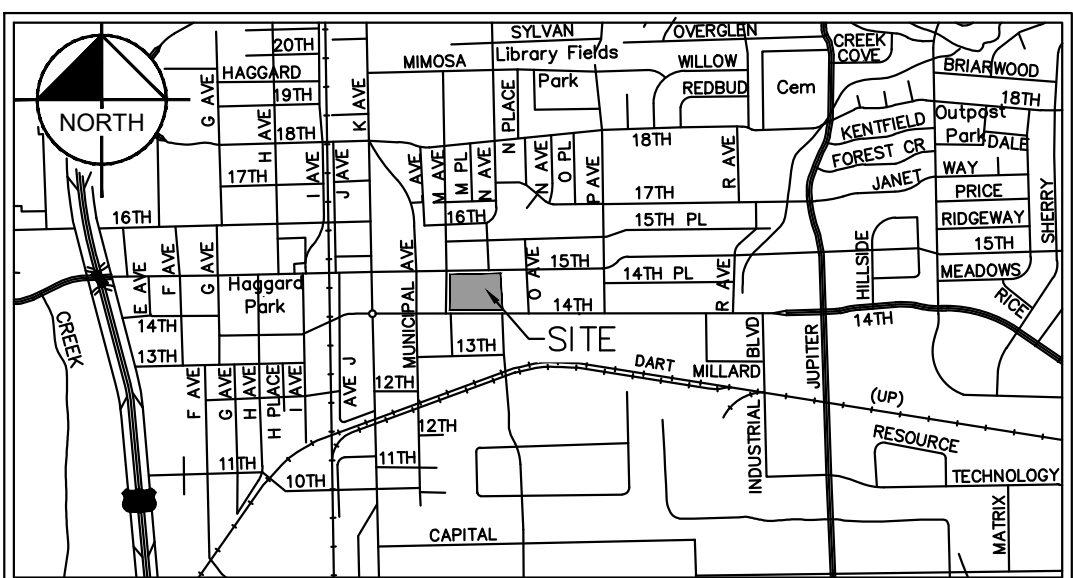 SYLVAN
OVERGLEN
CREEK
COVE
20TH
Library Fields
Park
MIMOSA
WILLOW
BRIARWOOD
HAGGARD
REDBUD
Cem
19TH
18TH
G AVE
H AVE
K AVE
N PLACE
NORTH
18TH
18TH
KENTFIELD
Outpost
Park
DALE
FOREST CR
17TH
I AVE
J AVE
P AVE
M AVE
M PL
N AVE
N AVE
O PL
P AVE
R AVE
JANET
WAY
17TH
PRICE
16TH
16TH
15TH PL
RIDGEWAY
SHERRY
15TH
15TH
14TH PL
MEADOWS
E AVE
F AVE
G AVE
Haggard
Park
MUNICIPAL AVE
O AVE
R AVE
HILLSIDE
RICE
14TH
14TH
14TH
CREEK
SITE
13TH
13TH
BLVD
JUPITER
DART
MILLARD
F AVE
G AVE
H AVE
H PLACE
I AVE
AVE J
12TH
(UP)
12TH
INDUSTRIAL
RESOURCE
11TH
11TH
10TH
TECHNOLOGY
MATRIX
CAPITAL